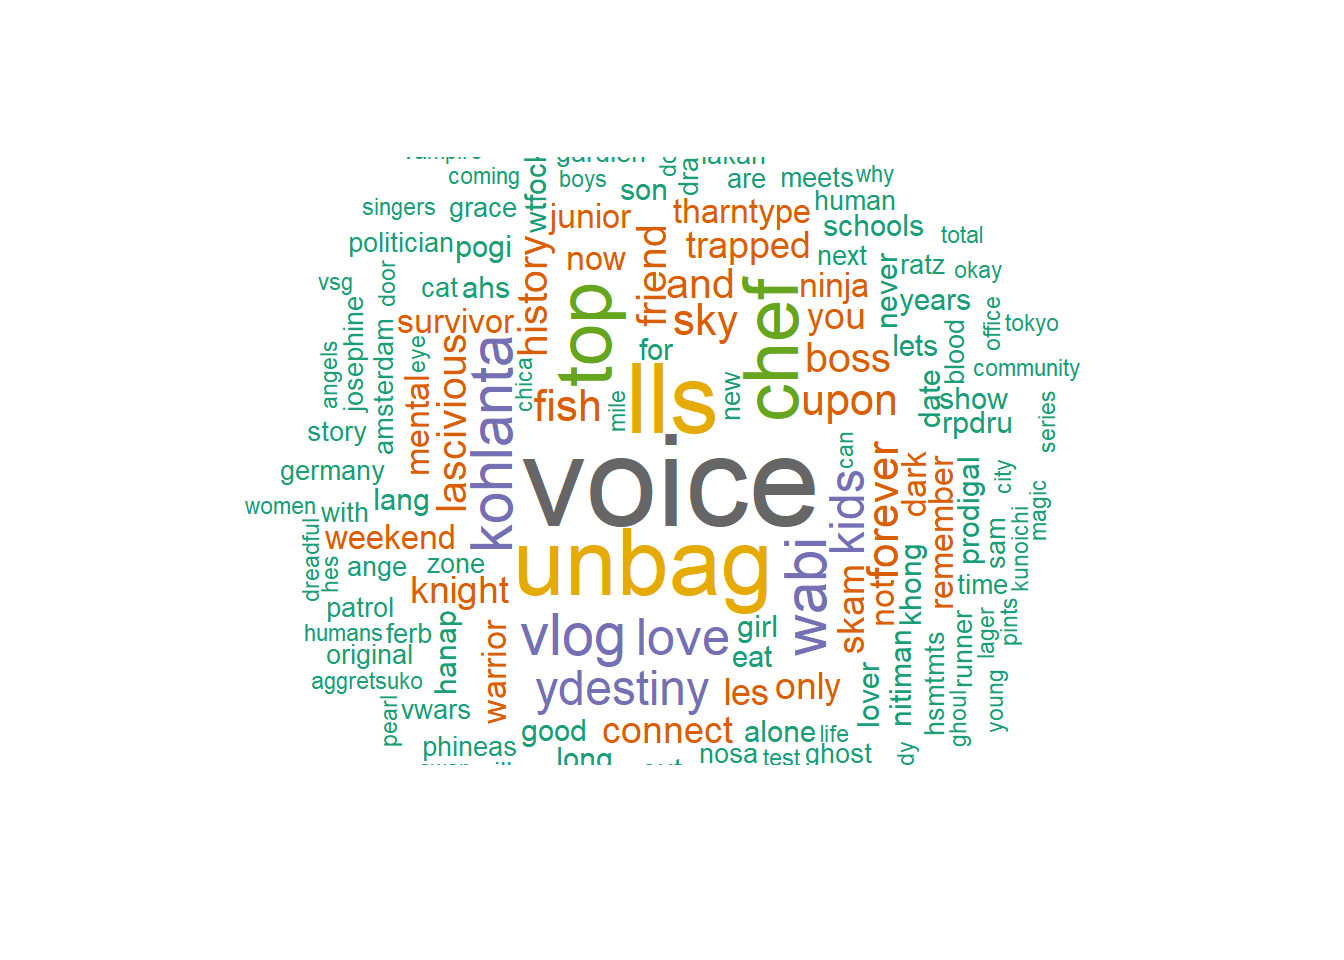 coming
boys
son
are
meets
why
singers
grace
wtfock
junior
tharntype
human
politician
pogi
now
friend
trapped
schools
total
next
vsg
door
cat
ahs
history
top
and
chef
ninja
never
ratz
okay
survivor
sky
you
years
office
tokyo
angels
josephine
amsterdam
eye
mental
lascivious
kohlanta
chica
for
lls
new
boss
lets
blood
community
fish
mile
upon
date
show
rpdru
series
story
voice
can
germany
lang
kids
forever
dark
remember
prodigal
city
magic
women
with
weekend
unbag
wabi
skam
not
khong
sam
kunoichi
dreadful
hes
ange
zone
knight
time
patrol
humans
ferb
original
hanap
warrior
vlog
love
girl
eat
nitiman
hsmtmts
runner
lager
pints
aggretsuko
ydestiny
les
only
lover
ghoul
young
pearl
vwars
good
connect
alone
life
phineas
long
nosa
test
ghost
dy